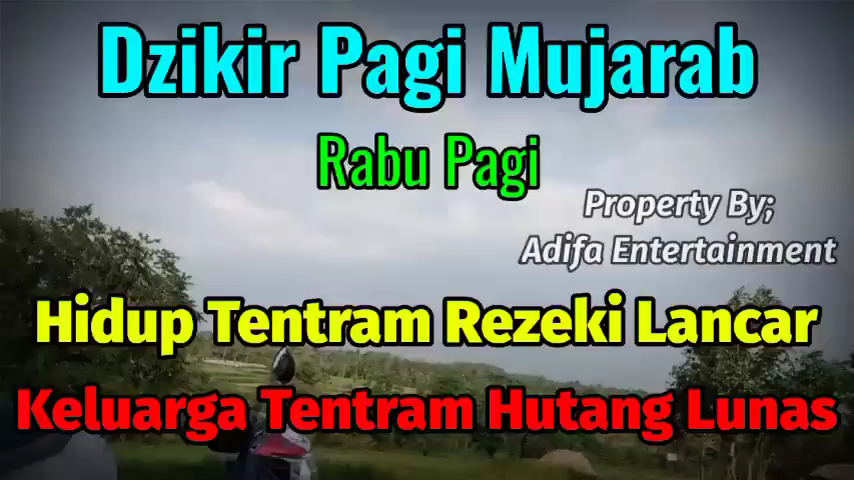 Dzikir Pagi Mujarab
Rabu Pagi
Property By;
Adifa Entertainment
Hidup Tentram Rezeki Lancar
Keluarga Tentram Hutang Lunas